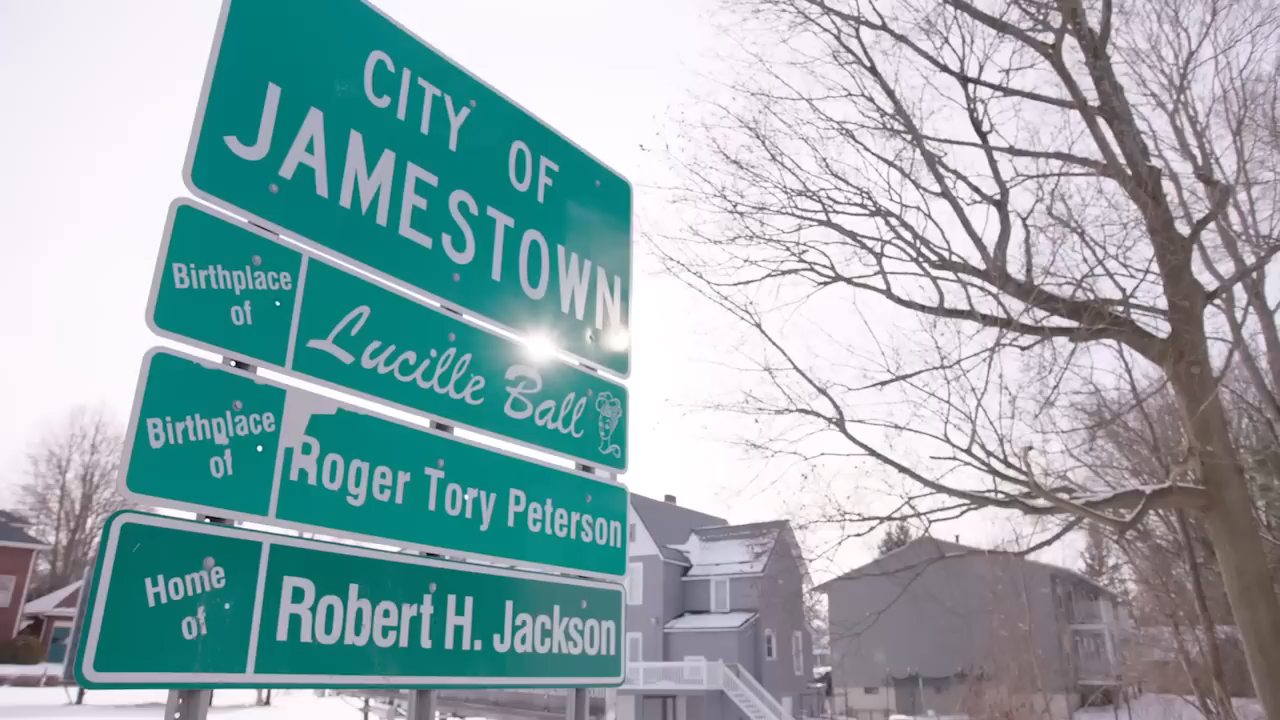 CITY OF
JAMESTOWN
Birthplace
of
Lucille Ball
Birthplace
of
Roger Tory Peterson
Home
of
Robert H. Jackson